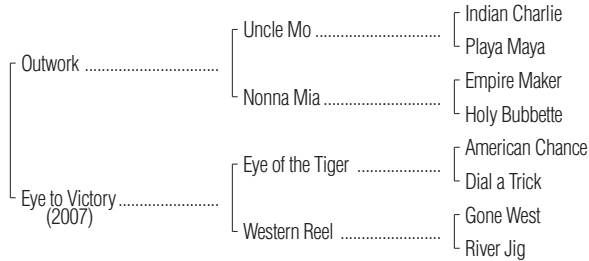 Indian Charlie
Uncle Mo
Playa Maya
Outwork
Empire Maker
Nonna Mia
Holy Bubbette
American Chance
Eye of the Tiger
Dial a Trick
Eye to Victory
(2007)
Gone West
Western Reel
River Jig